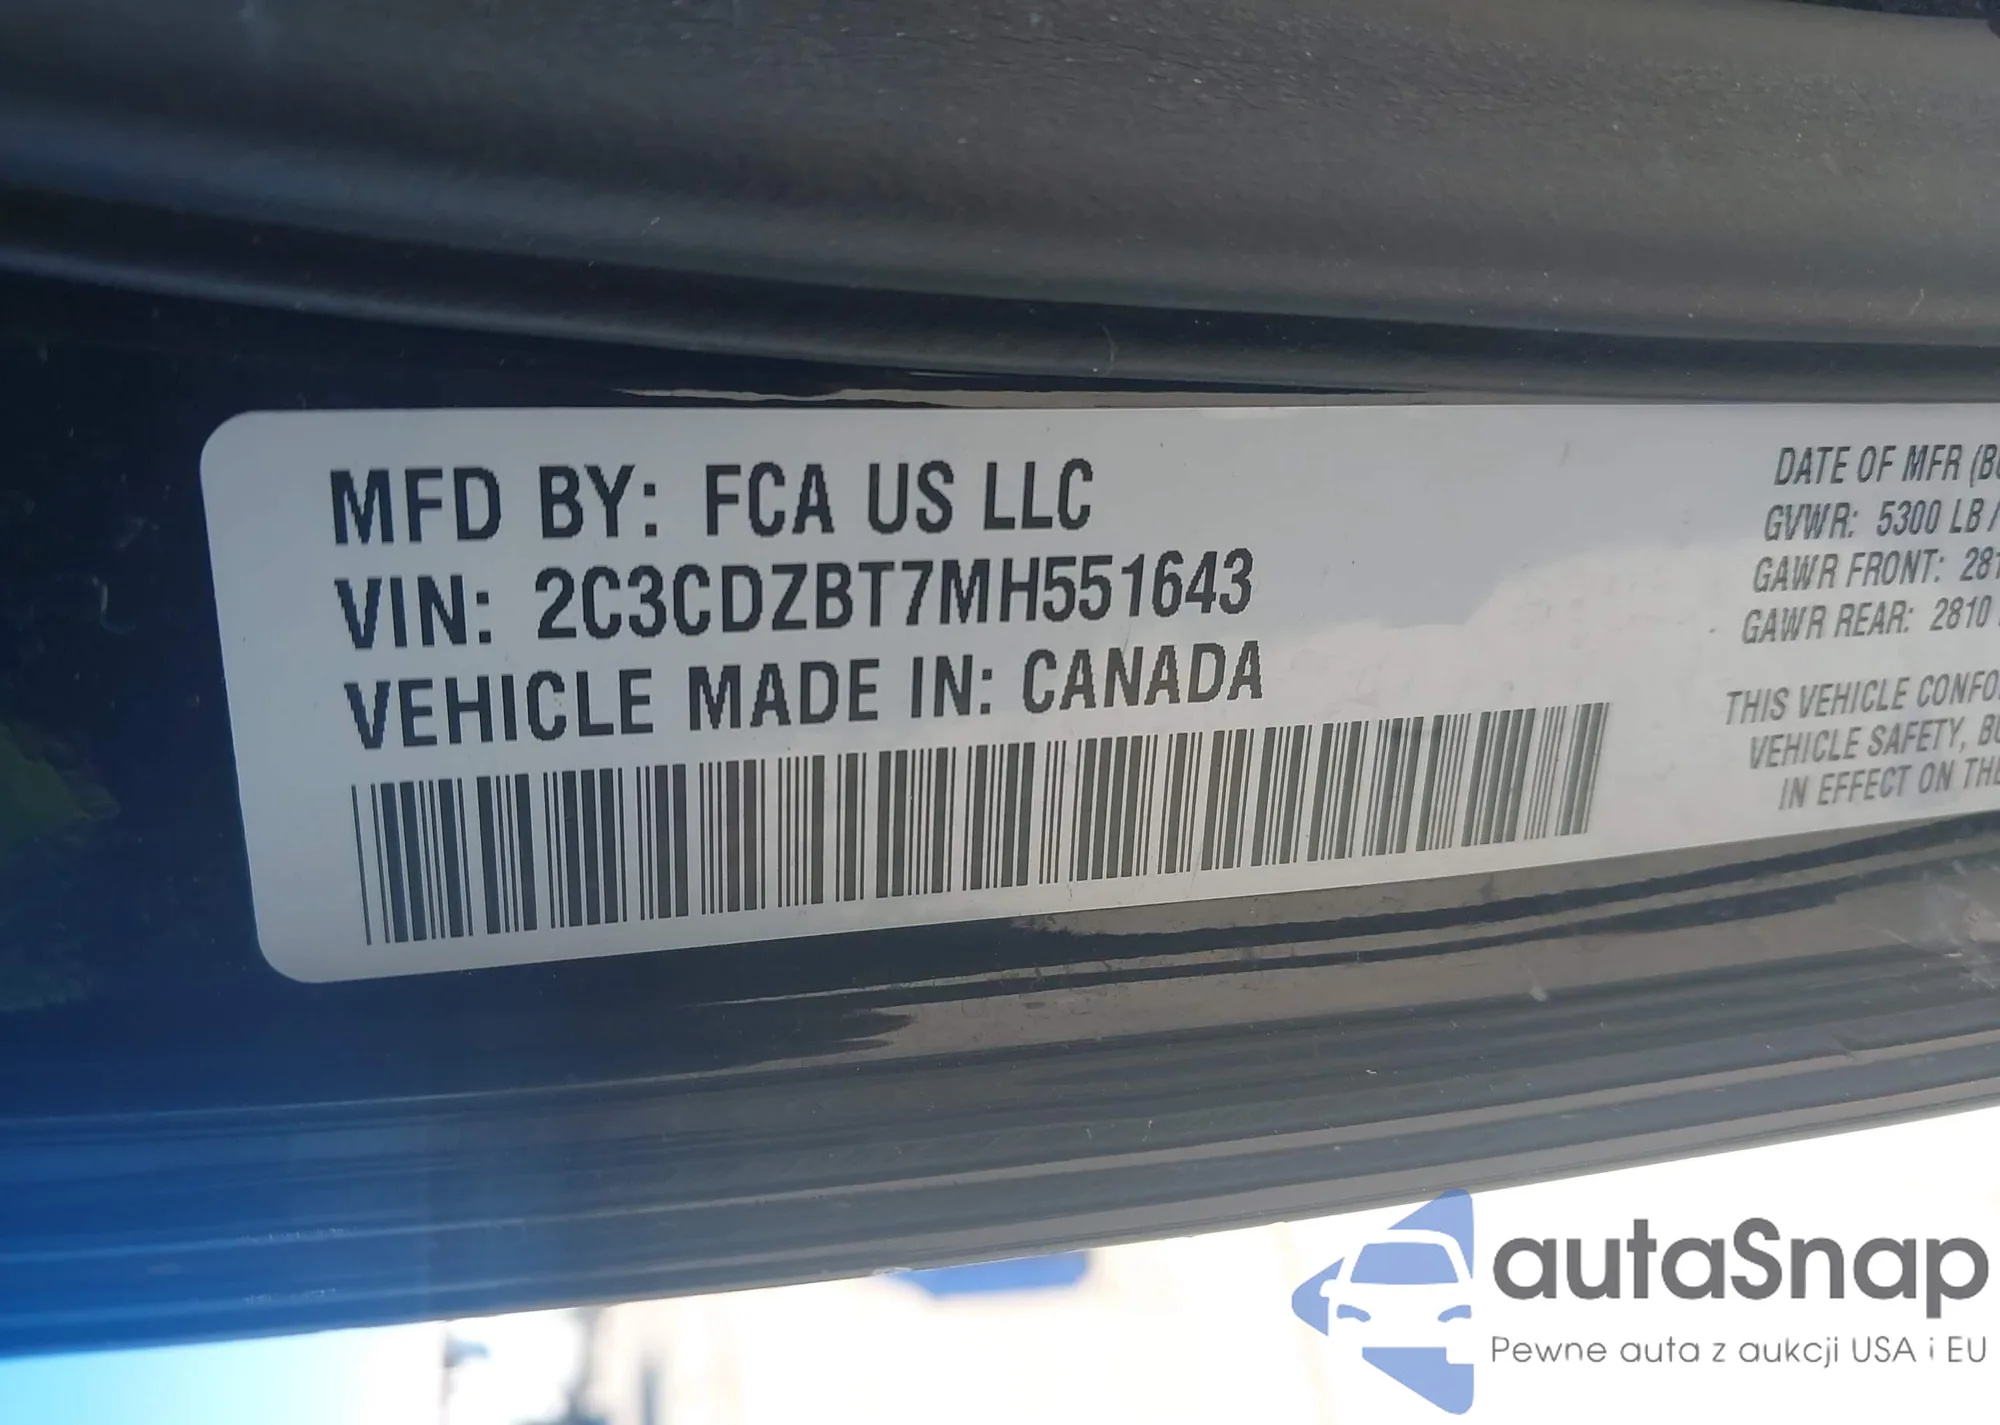 MFD BY: FCA US LLC
VIN: 2C3CDZBT7MH551643
VEHICLE MADE IN: CANADA
DATE OF MFR
GVWR: 5300 LB
GAWR FRONT:
GAWR REAR: 2810
THIS VEHICLE
VEHICLE SAFETY,
IN EFFECT ON THE
autaSnap
Pewne auta z aukcji USA i EU